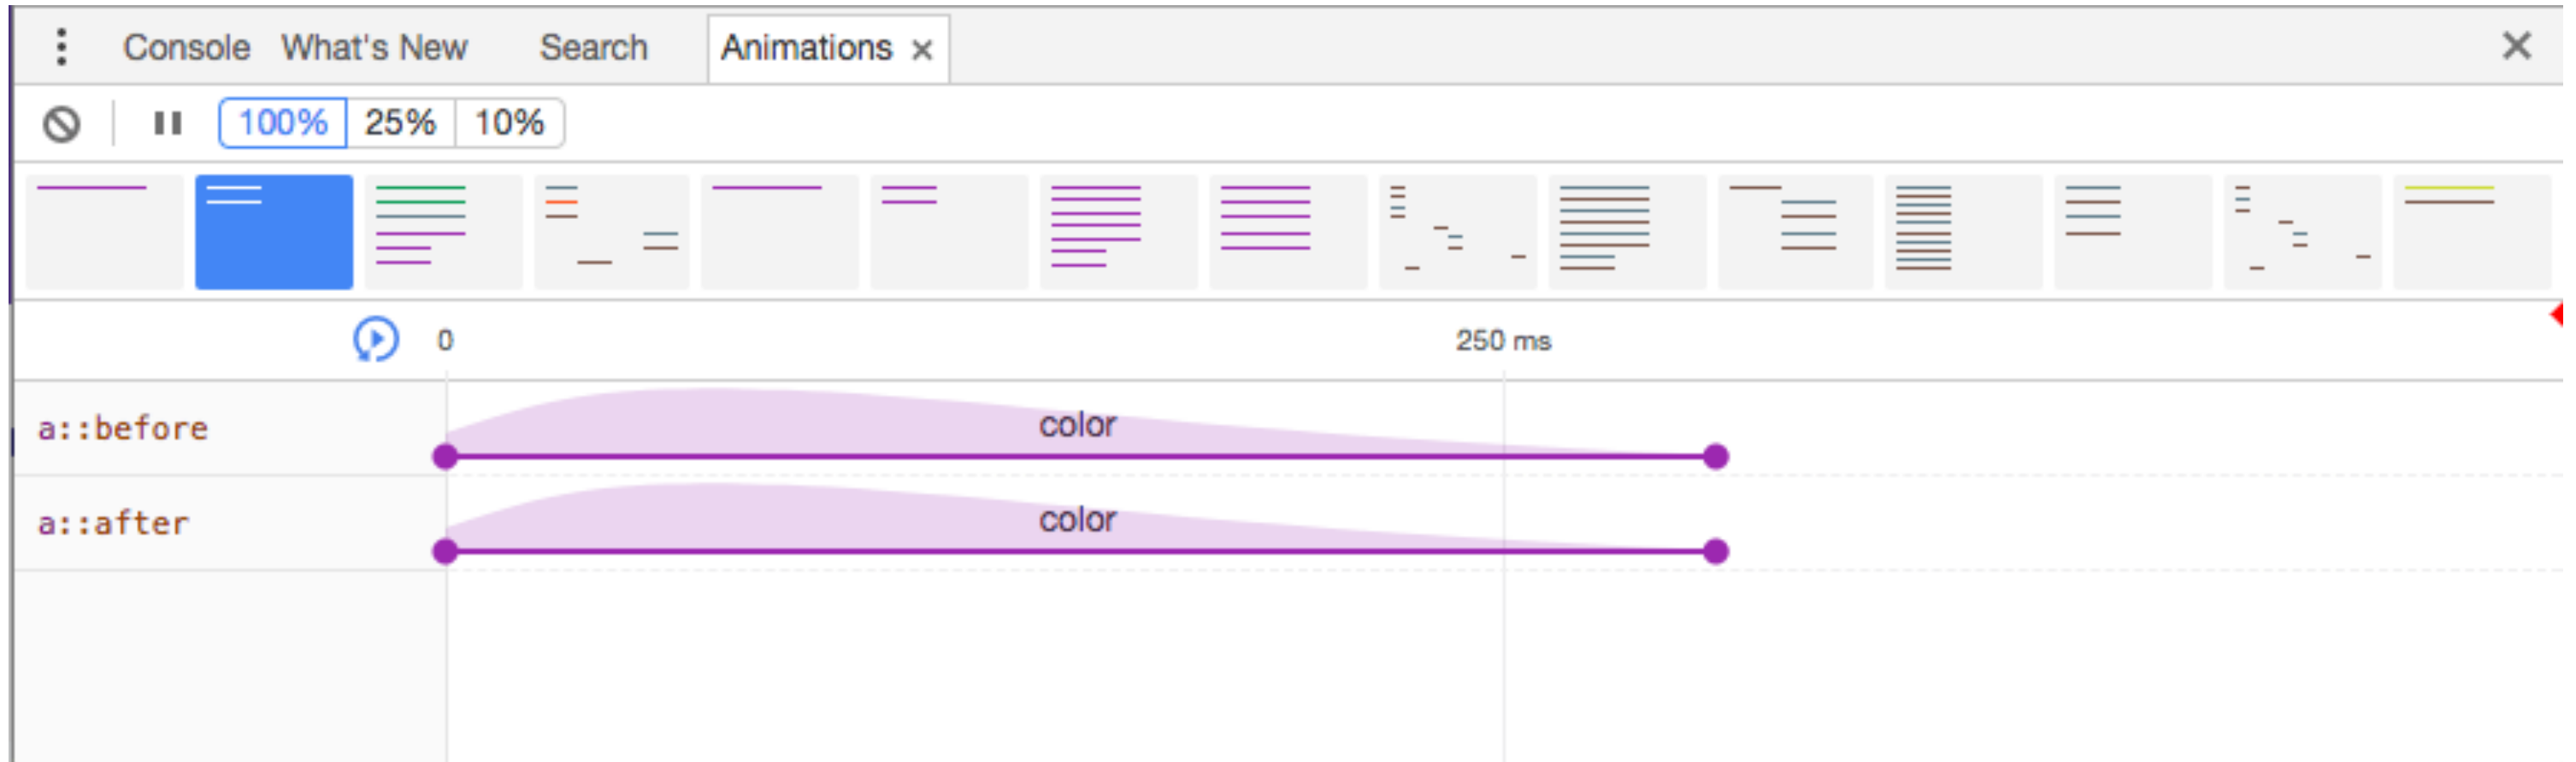 Console What's New Search Animations ×
100% 25% 10%
0 250 ms
a::before color
a::after color